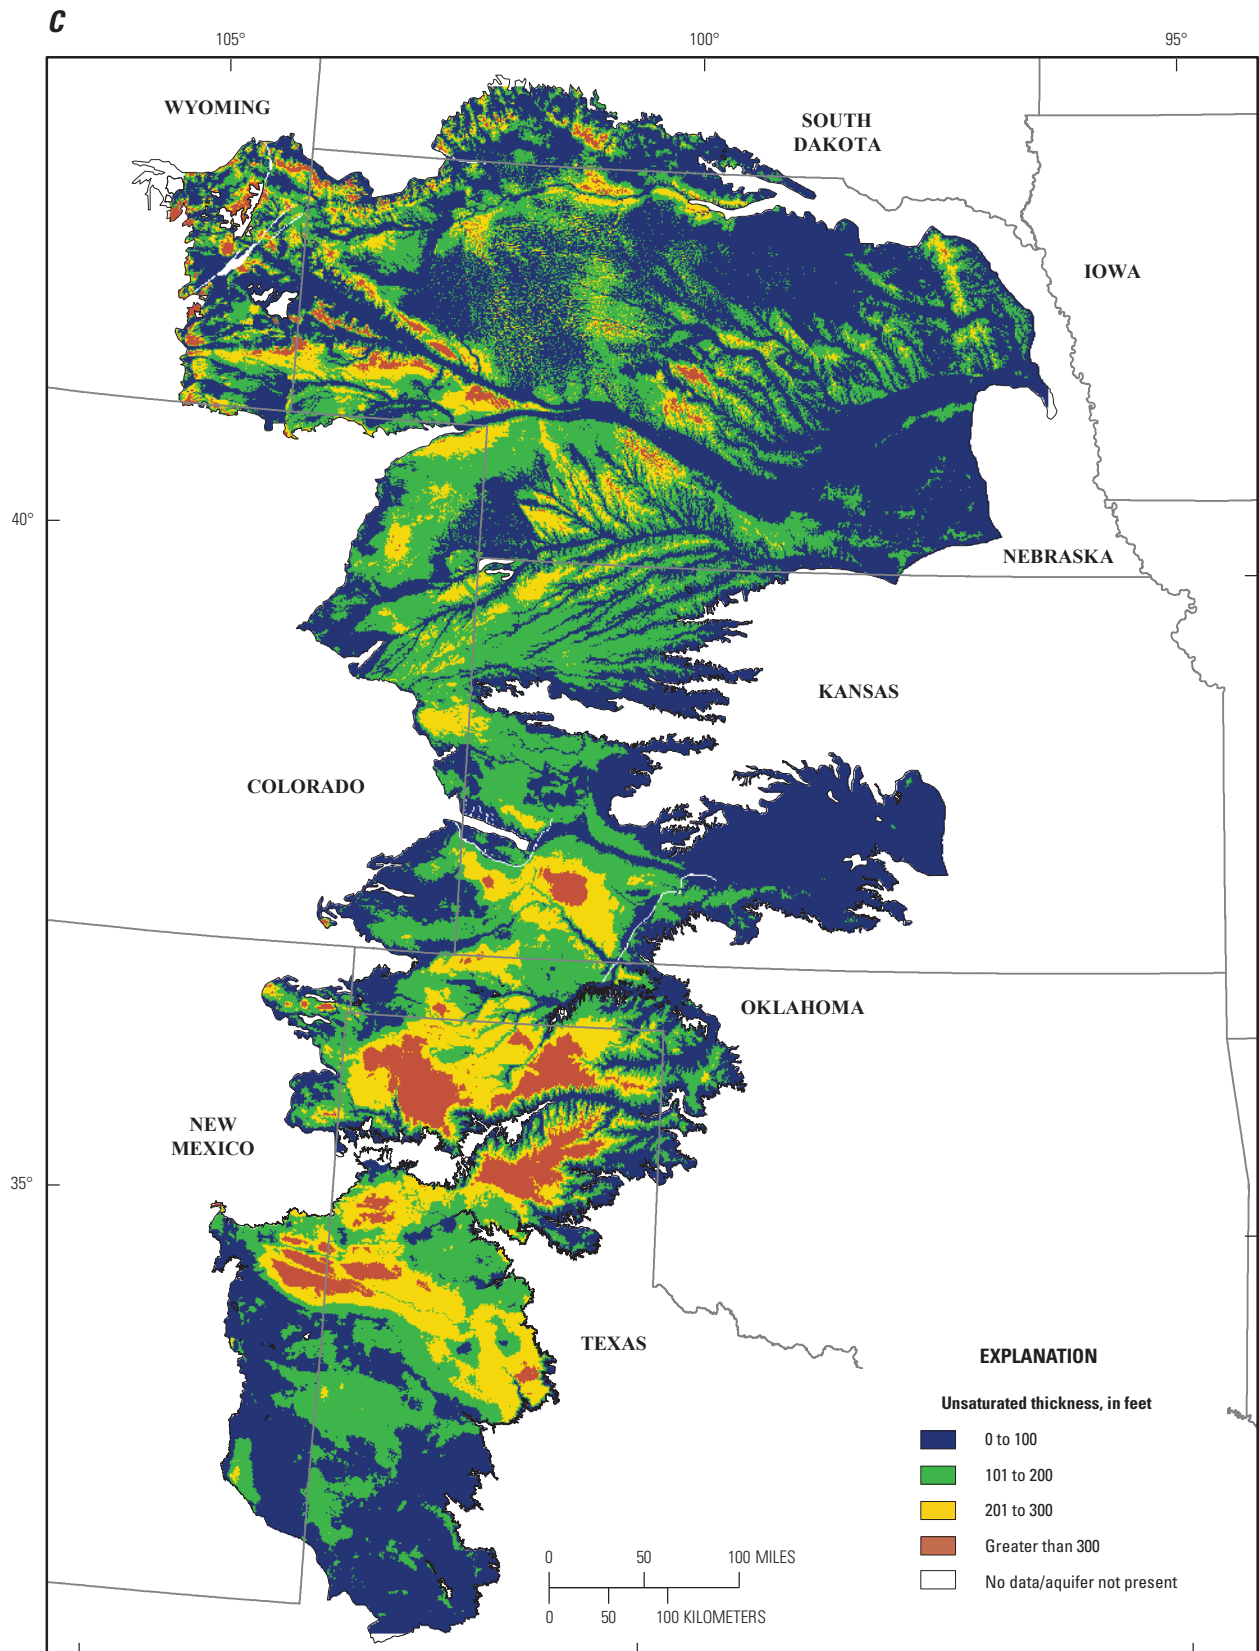 C
105°
100°
95°
WYOMING
SOUTH
DAKOTA
IOWA
40°
NEBRASKA
KANSAS
COLORADO
OKLAHOMA
NEW
MEXICO
35°
TEXAS
EXPLANATION
Unsaturated thickness, in feet
0 to 100
101 to 200
201 to 300
Greater than 300
No data/aquifer not present
0 50 100 MILES
0 50 100 KILOMETERS